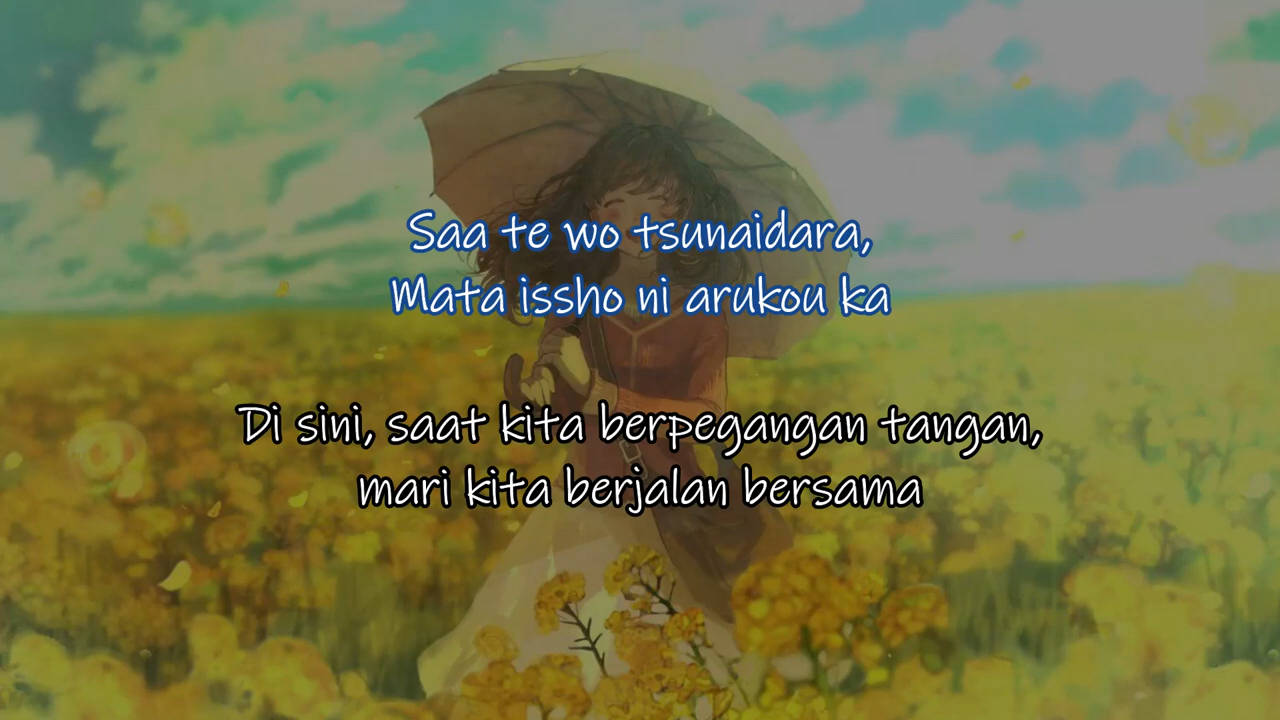 Saa te wo tsunaidara,
Mata issho ni arukou ka
Di sini, saat kita berpegangan tangan,
mari kita berjalan bersama